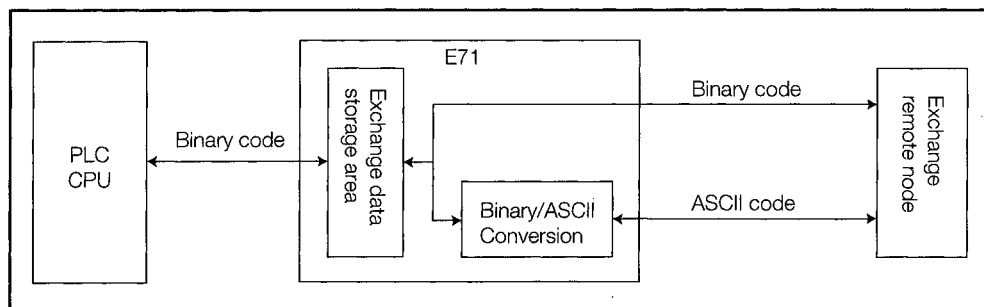 E71
PLC
CPU
Binary code
Exchange data
storage area
Binary code
Binary/ASCII
Conversion
ASCII code
Exchange
remote node